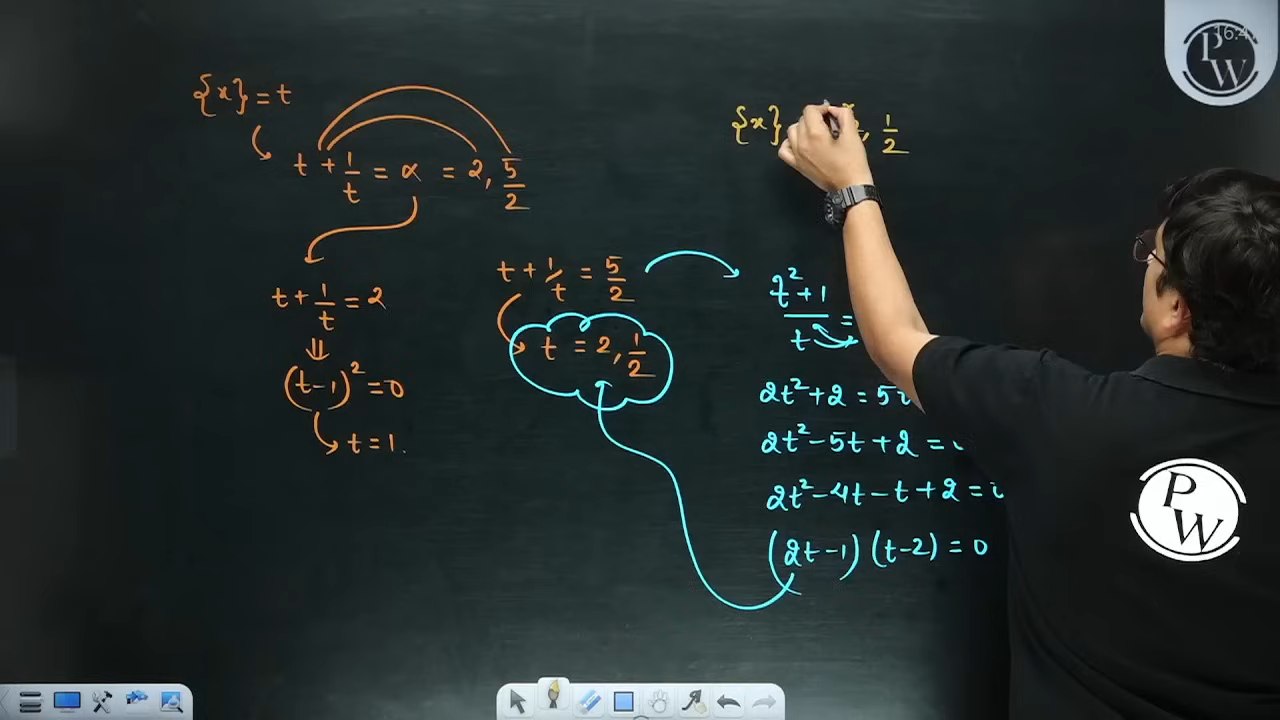 {x} = t
t + 1/t = α = 2, 5/2
t + 1/t = 2
⇓
(t-1)² = 0
t = 1.
t + 1/t = 5/2
t = 2, 1/2
{x}
, 1/2
t² + 1
/t =
2t² + 2 = 5
2t² - 5t + 2 =
2t² - 4t - t + 2 =
(2t-1)(t-2) = 0
PW
PW